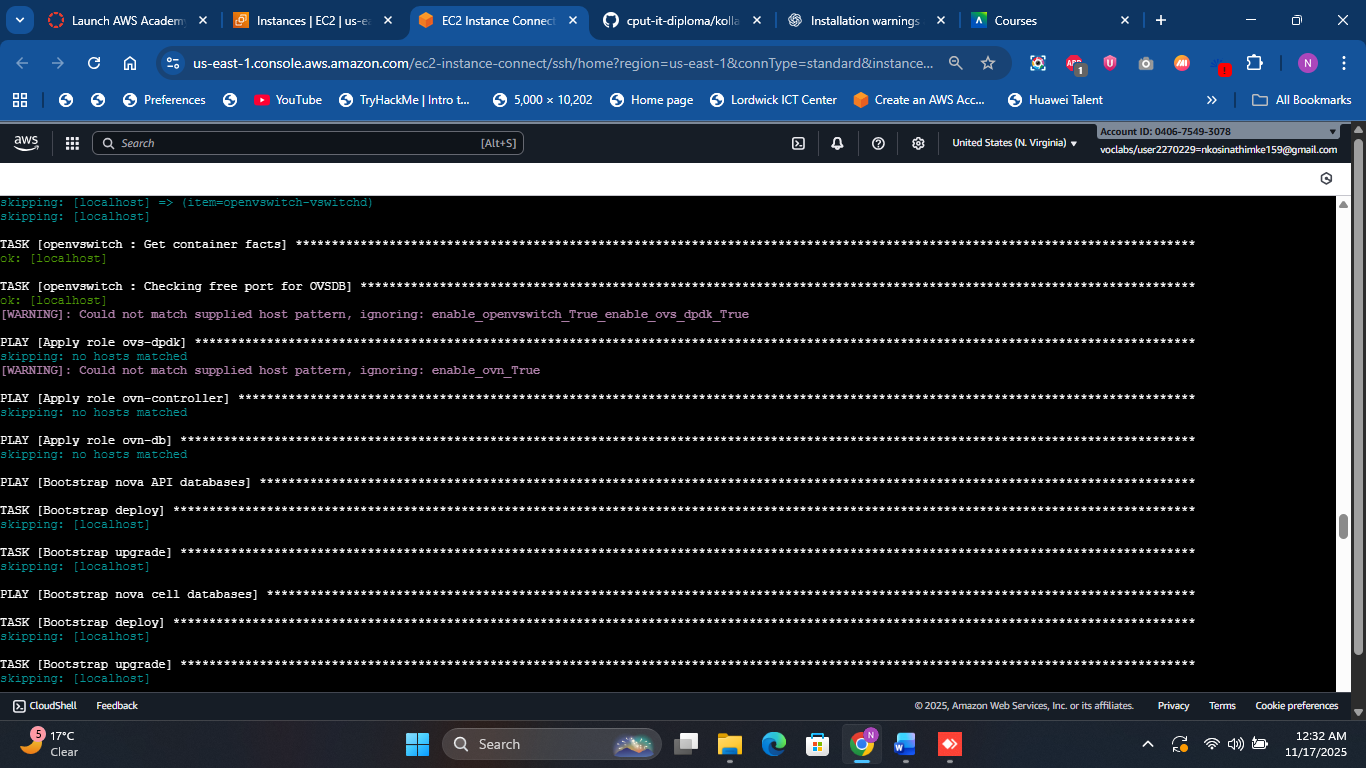 Launch AWS Academy
Instances | EC2 | us-ea
EC2 Instance Connect
cput-it-diploma/kolla
Installation warnings
Courses
us-east-1.console.aws.amazon.com/ec2-instance-connect/ssh/home?region=us-east-1&connType=standard&instance...
1
N
Preferences
YouTube
TryHackMe | Intro t...
5,000 × 10,202
Home page
Lordwick ICT Center
Create an AWS Acc...
Huawei Talent
All Bookmarks
aws
Search
[Alt+S]
United States (N. Virginia)
Account ID: 0406-7549-3078
voclabs/user2270229=nkosinathimke159@gmail.com
skipping: [localhost] => (item=openvswitch-vswitchd)
skipping: [localhost]
TASK [openvswitch : Get container facts] *****************************************************************************************************************************
ok: [localhost]
TASK [openvswitch : Checking free port for OVSDB] ********************************************************************************************************************
ok: [localhost]
[WARNING]: Could not match supplied host pattern, ignoring: enable_openvswitch_True_enable_ovs_dpdk_True
PLAY [Apply role ovs-dpdk] *******************************************************************************************************************************************
skipping: no hosts matched
[WARNING]: Could not match supplied host pattern, ignoring: enable_ovn_True
PLAY [Apply role ovn-controller] *************************************************************************************************************************************
skipping: no hosts matched
PLAY [Apply role ovn-db] *********************************************************************************************************************************************
skipping: no hosts matched
PLAY [Bootstrap nova API databases] **********************************************************************************************************************************
TASK [Bootstrap deploy] **********************************************************************************************************************************************
skipping: [localhost]
TASK [Bootstrap upgrade] *********************************************************************************************************************************************
skipping: [localhost]
PLAY [Bootstrap nova cell databases] *********************************************************************************************************************************
TASK [Bootstrap deploy] **********************************************************************************************************************************************
skipping: [localhost]
TASK [Bootstrap upgrade] *********************************************************************************************************************************************
skipping: [localhost]
CloudShell
Feedback
© 2025, Amazon Web Services, Inc. or its affiliates.
Privacy
Terms
Cookie preferences
5
17°C
Clear
Search
12:32 AM
11/17/2025